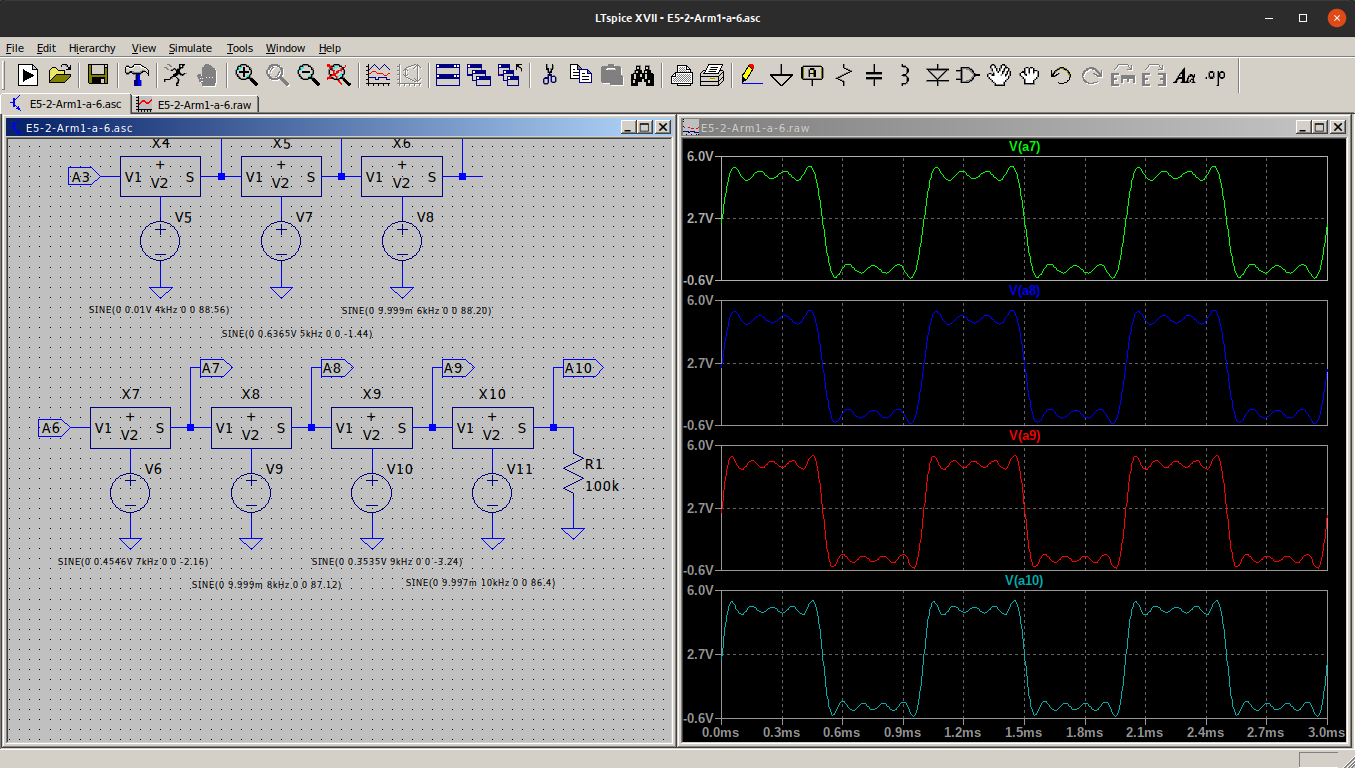 LTspice XVII - E5-2-Arm1-a-6.asc
File Edit Hierarchy View Simulate Tools Window Help
E5-2-Arm1-a-6.asc E5-2-Arm1-a-6.raw
E5-2-Arm1-a-6.asc
X4 X5 X6
A3 V1 + V2 S V1 + V2 S V1 + V2 S
V5 V7 V8
SINE(0 0.01V 4kHz 0 0 88.56) SINE(0 9.999m 6kHz 0 0 88.20)
SINE(0 0.6365V 5kHz 0 0 -1.44)
A7 A8 A9 A10
X7 X8 X9 X10
A6 V1 + V2 S V1 + V2 S V1 + V2 S V1 + V2 S
V6 V9 V10 V11 R1
100k
SINE(0 0.4546V 7kHz 0 0 -2.16) SINE(0 0.3535V 9kHz 0 0 -3.24)
SINE(0 9.999m 8kHz 0 0 87.12) SINE(0 9.997m 10kHz 0 0 86.4)
E5-2-Arm1-a-6.raw
V(a7)
6.0V
2.7V
-0.6V
V(a8)
6.0V
2.7V
-0.6V
V(a9)
6.0V
2.7V
-0.6V
V(a10)
6.0V
2.7V
-0.6V
0.0ms 0.3ms 0.6ms 0.9ms 1.2ms 1.5ms 1.8ms 2.1ms 2.4ms 2.7ms 3.0ms